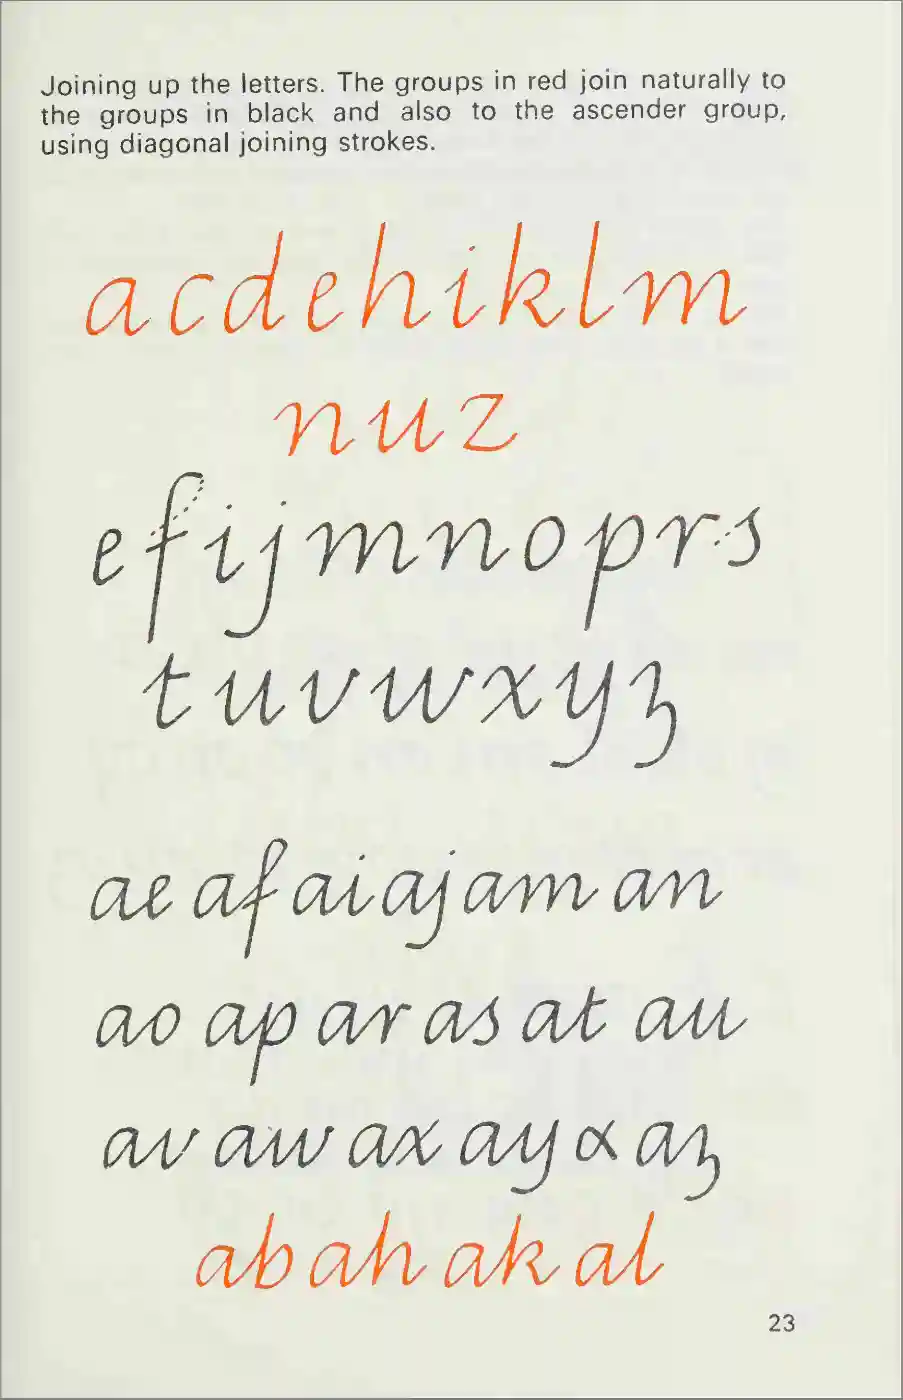 Joining up the letters. The groups in red join naturally to
the groups in black and also to the ascender group,
using diagonal joining strokes.
a c d e h i k l m
n u z
e f i j m n o p r s
t u v w x y ʒ
ae af ai aj am an
ao ap ar as at au
av aw ax ay α aʒ
ab ah ak al
23